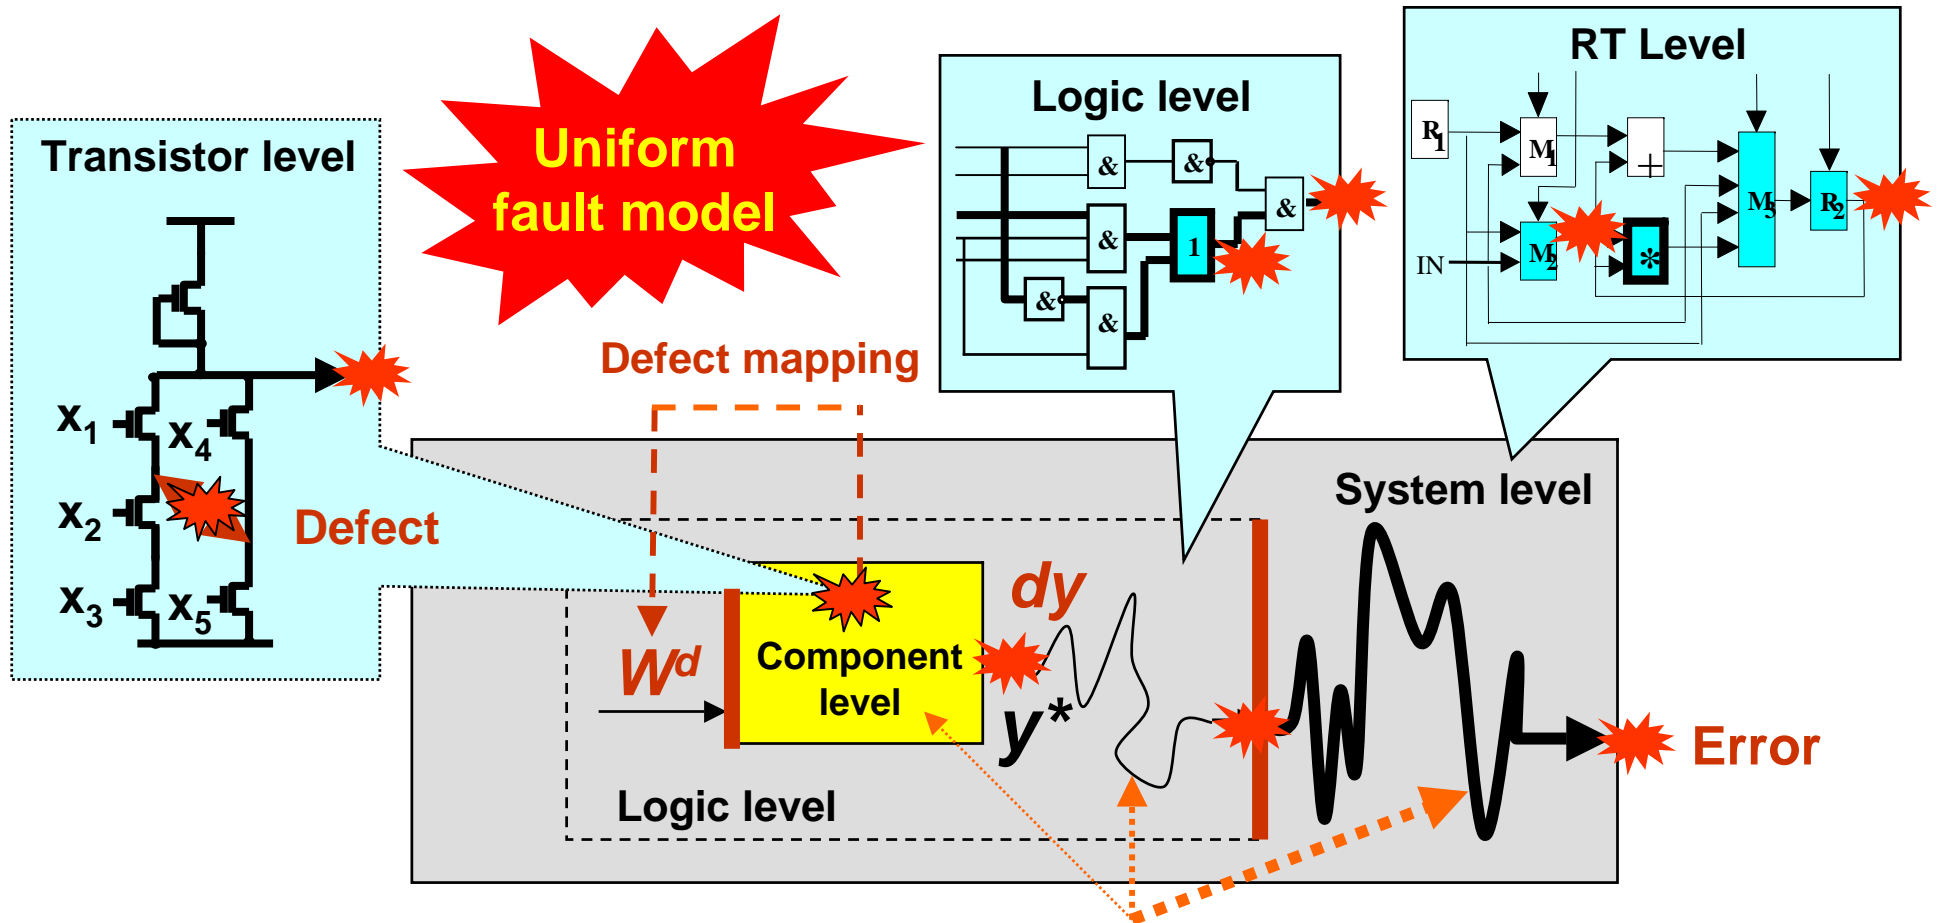 Transistor level
x1
x4
x2
x3
x5
Defect
Uniform
fault model
Defect mapping
Logic level
&
&
&
&
1
&
&
RT Level
R1
M1
+
M3
R2
IN
M2
*
System level
dy
Wd
Component
level
y*
Logic level
Error